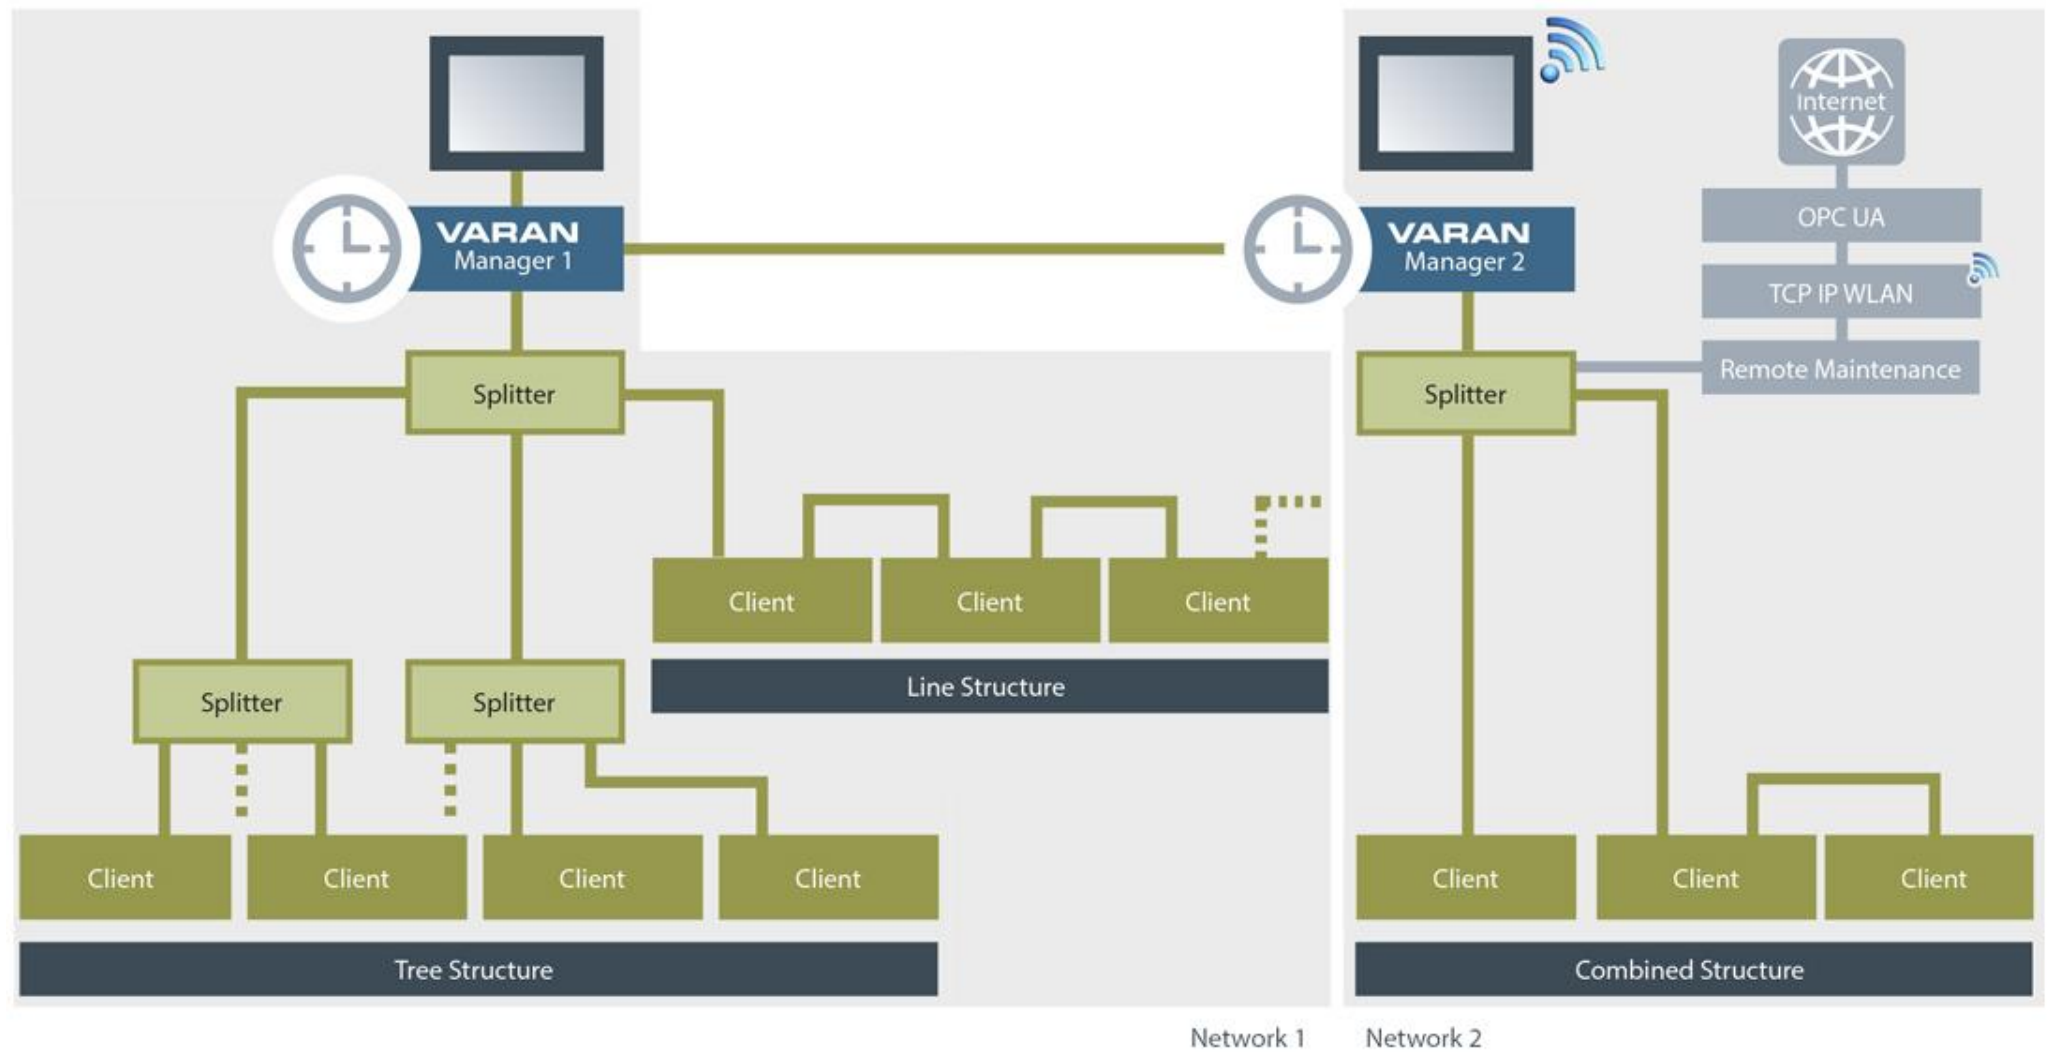 VARAN
Manager 1
VARAN
Manager 2
Internet
OPC UA
TCP IP WLAN
Remote Maintenance
Splitter
Splitter
Client
Client
Client
Line Structure
Splitter
Splitter
Client
Client
Client
Client
Tree Structure
Client
Client
Client
Combined Structure
Network 1
Network 2